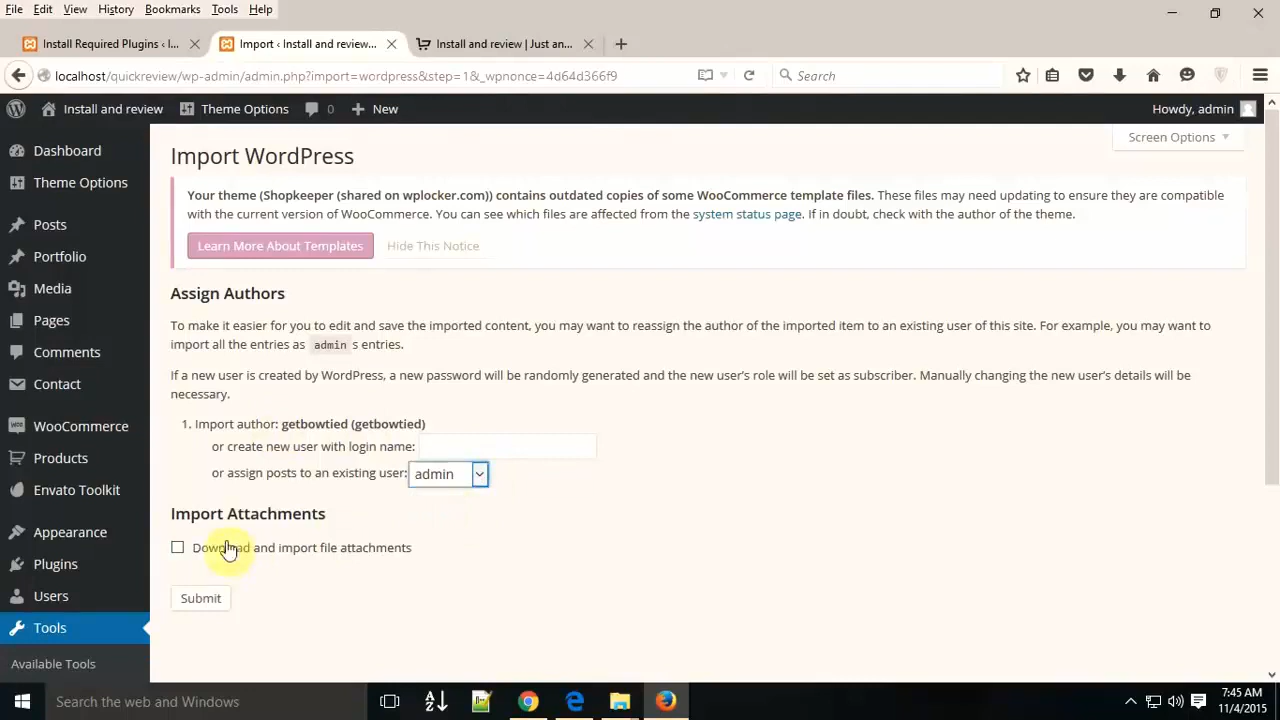 File Edit View History Bookmarks Tools Help
Install Required Plugins ‹ I...
Import ‹ Install and review...
Install and review | Just an...
localhost/quickreview/wp-admin/admin.php?import=wordpress&step=1&_wpnonce=4d64d366f9
Search
Install and review
Theme Options
0
New
Howdy, admin
Screen Options
Dashboard
Theme Options
Posts
Portfolio
Media
Pages
Comments
Contact
WooCommerce
Products
Envato Toolkit
Appearance
Plugins
Users
Tools
Available Tools
Import WordPress
Your theme (Shopkeeper (shared on wplocker.com)) contains outdated copies of some WooCommerce template files. These files may need updating to ensure they are compatible
with the current version of WooCommerce. You can see which files are affected from the system status page. If in doubt, check with the author of the theme.
Learn More About Templates
Hide This Notice
Assign Authors
To make it easier for you to edit and save the imported content, you may want to reassign the author of the imported item to an existing user of this site. For example, you may want to
import all the entries as admin s entries.
If a new user is created by WordPress, a new password will be randomly generated and the new user's role will be set as subscriber. Manually changing the new user's details will be
necessary.
1. Import author: getbowtied (getbowtied)
or create new user with login name:
or assign posts to an existing user: admin
Import Attachments
Download and import file attachments
Submit
Search the web and Windows
7:45 AM
11/4/2015